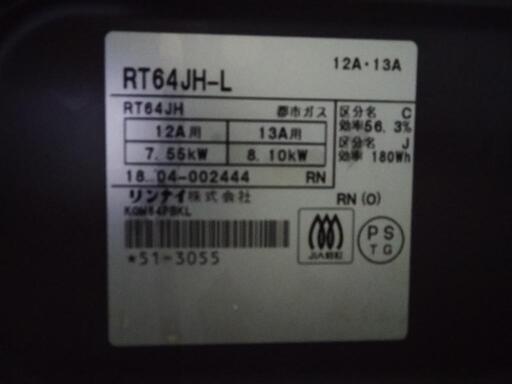 12A・13A
RT64JH-L
RT64JH 都市ガス
12A用 13A用
7.55kW 8.10kW
区分名 C
効率56.3%
区分名 J
効率 180Wh
18.04-002444 RN
リンナイ株式会社
RN(O)
KGM64PBKL
*51-3055
JIA認証
PS
TG